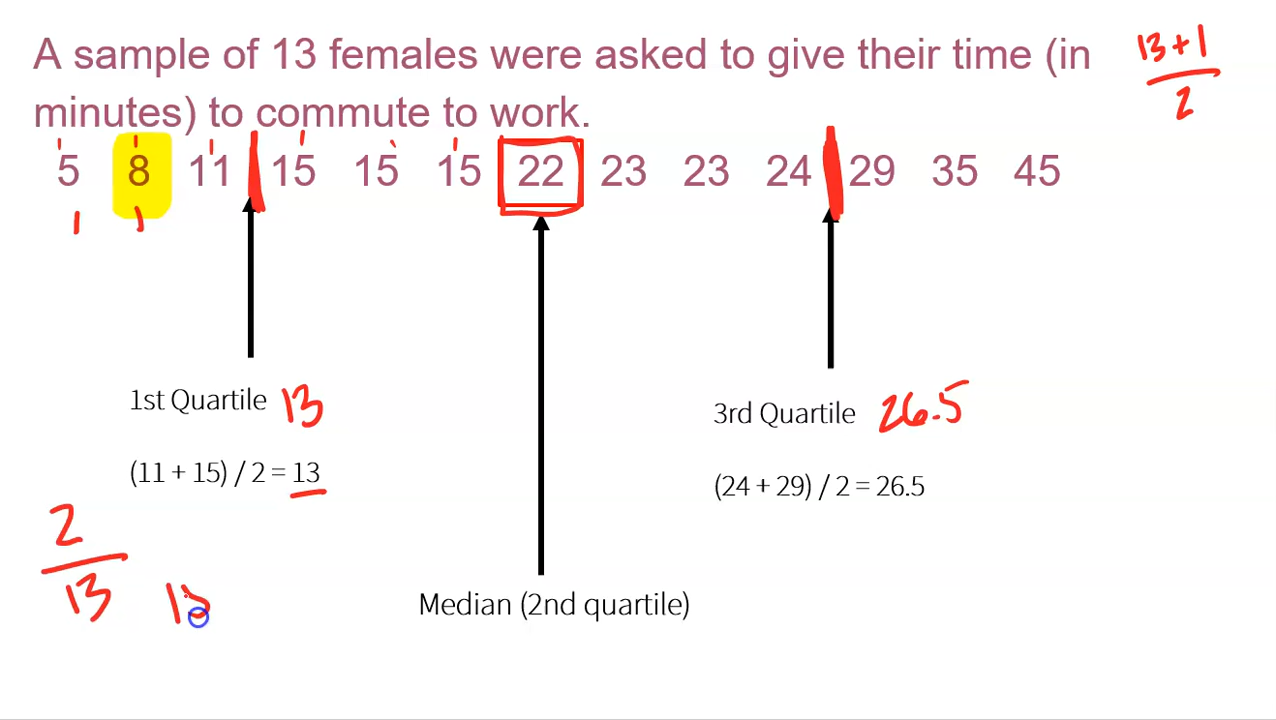 A sample of 13 females were asked to give their time (in
minutes) to commute to work.
13 + 1
2
5 8 11 15 15 15 22 23 23 24 29 35 45
1st Quartile 13
3rd Quartile 26.5
(11 + 15) / 2 = 13
(24 + 29) / 2 = 26.5
2
13
Median (2nd quartile)